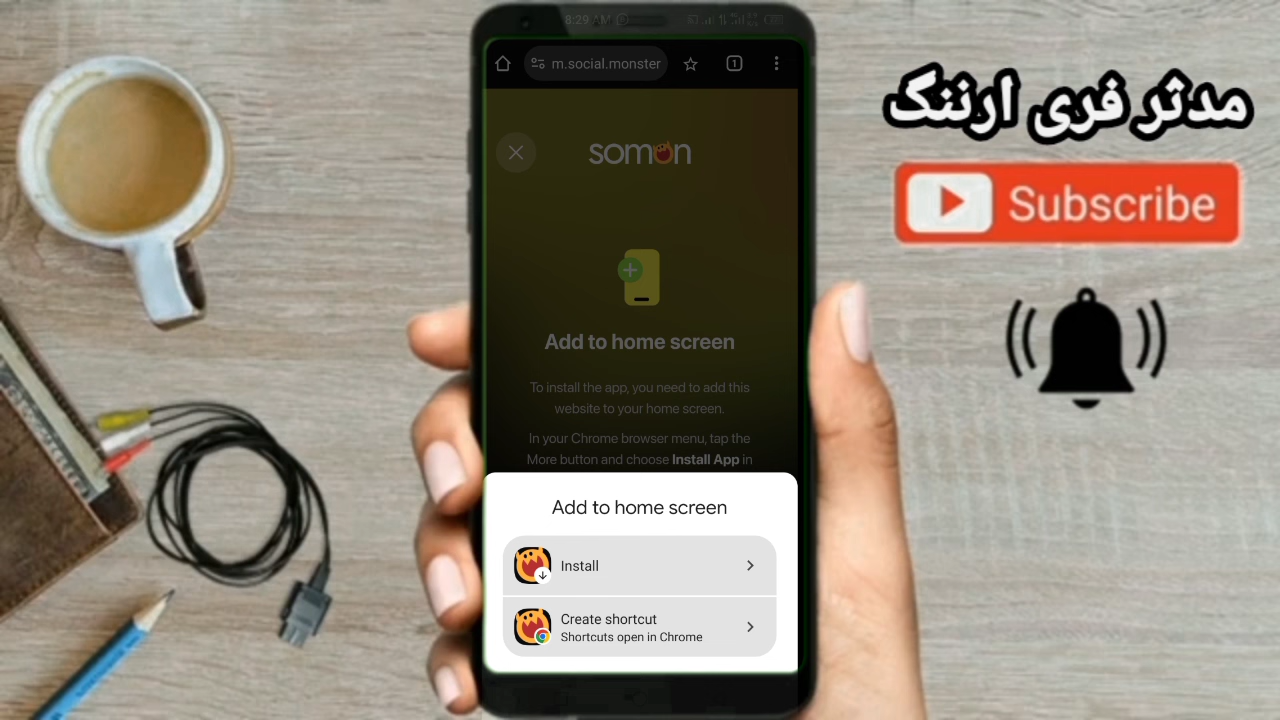 8:29 AM
m.social.monster
1
somon
Add to home screen
To install the app, you need to add this
website to your home screen.
In your Chrome browser menu, tap the
More button and choose Install App in
Add to home screen
Install
Create shortcut
Shortcuts open in Chrome
مدثر فری ارننگ
Subscribe